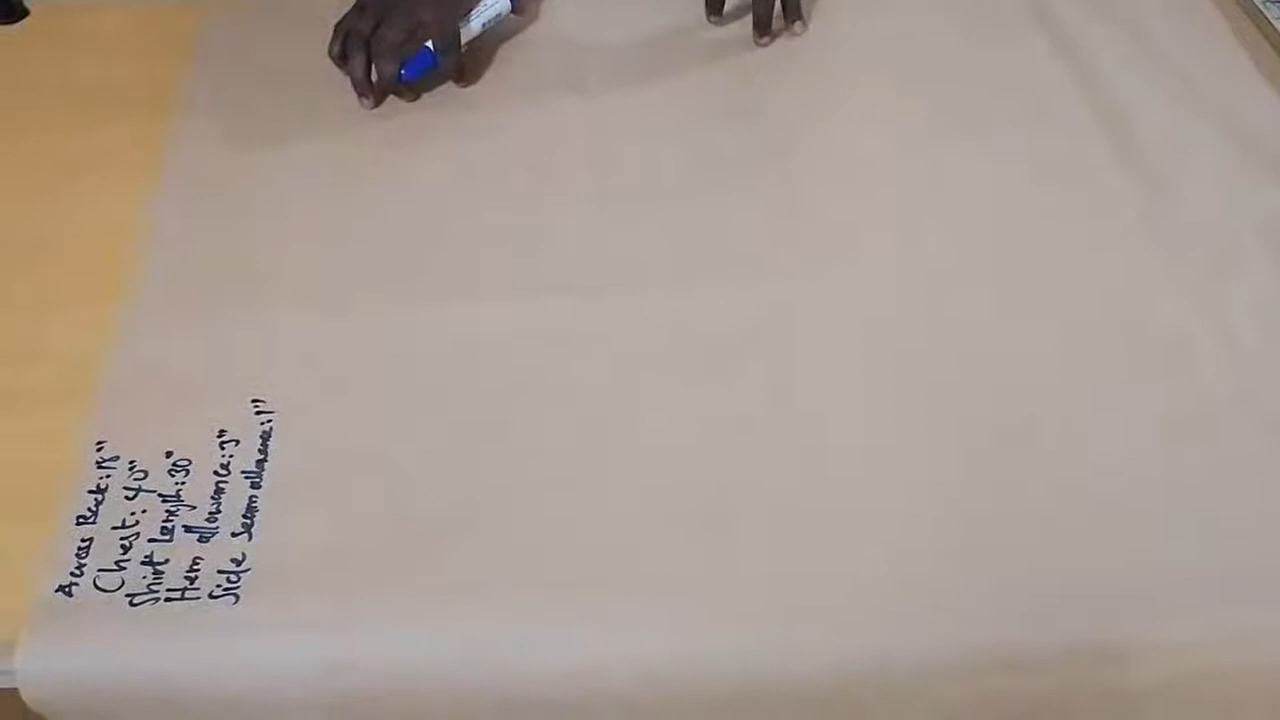 Across Back: 18"
Chest: 40"
Shirt Length: 30"
Hem allowance: 3"
Side seam allowance: 1"